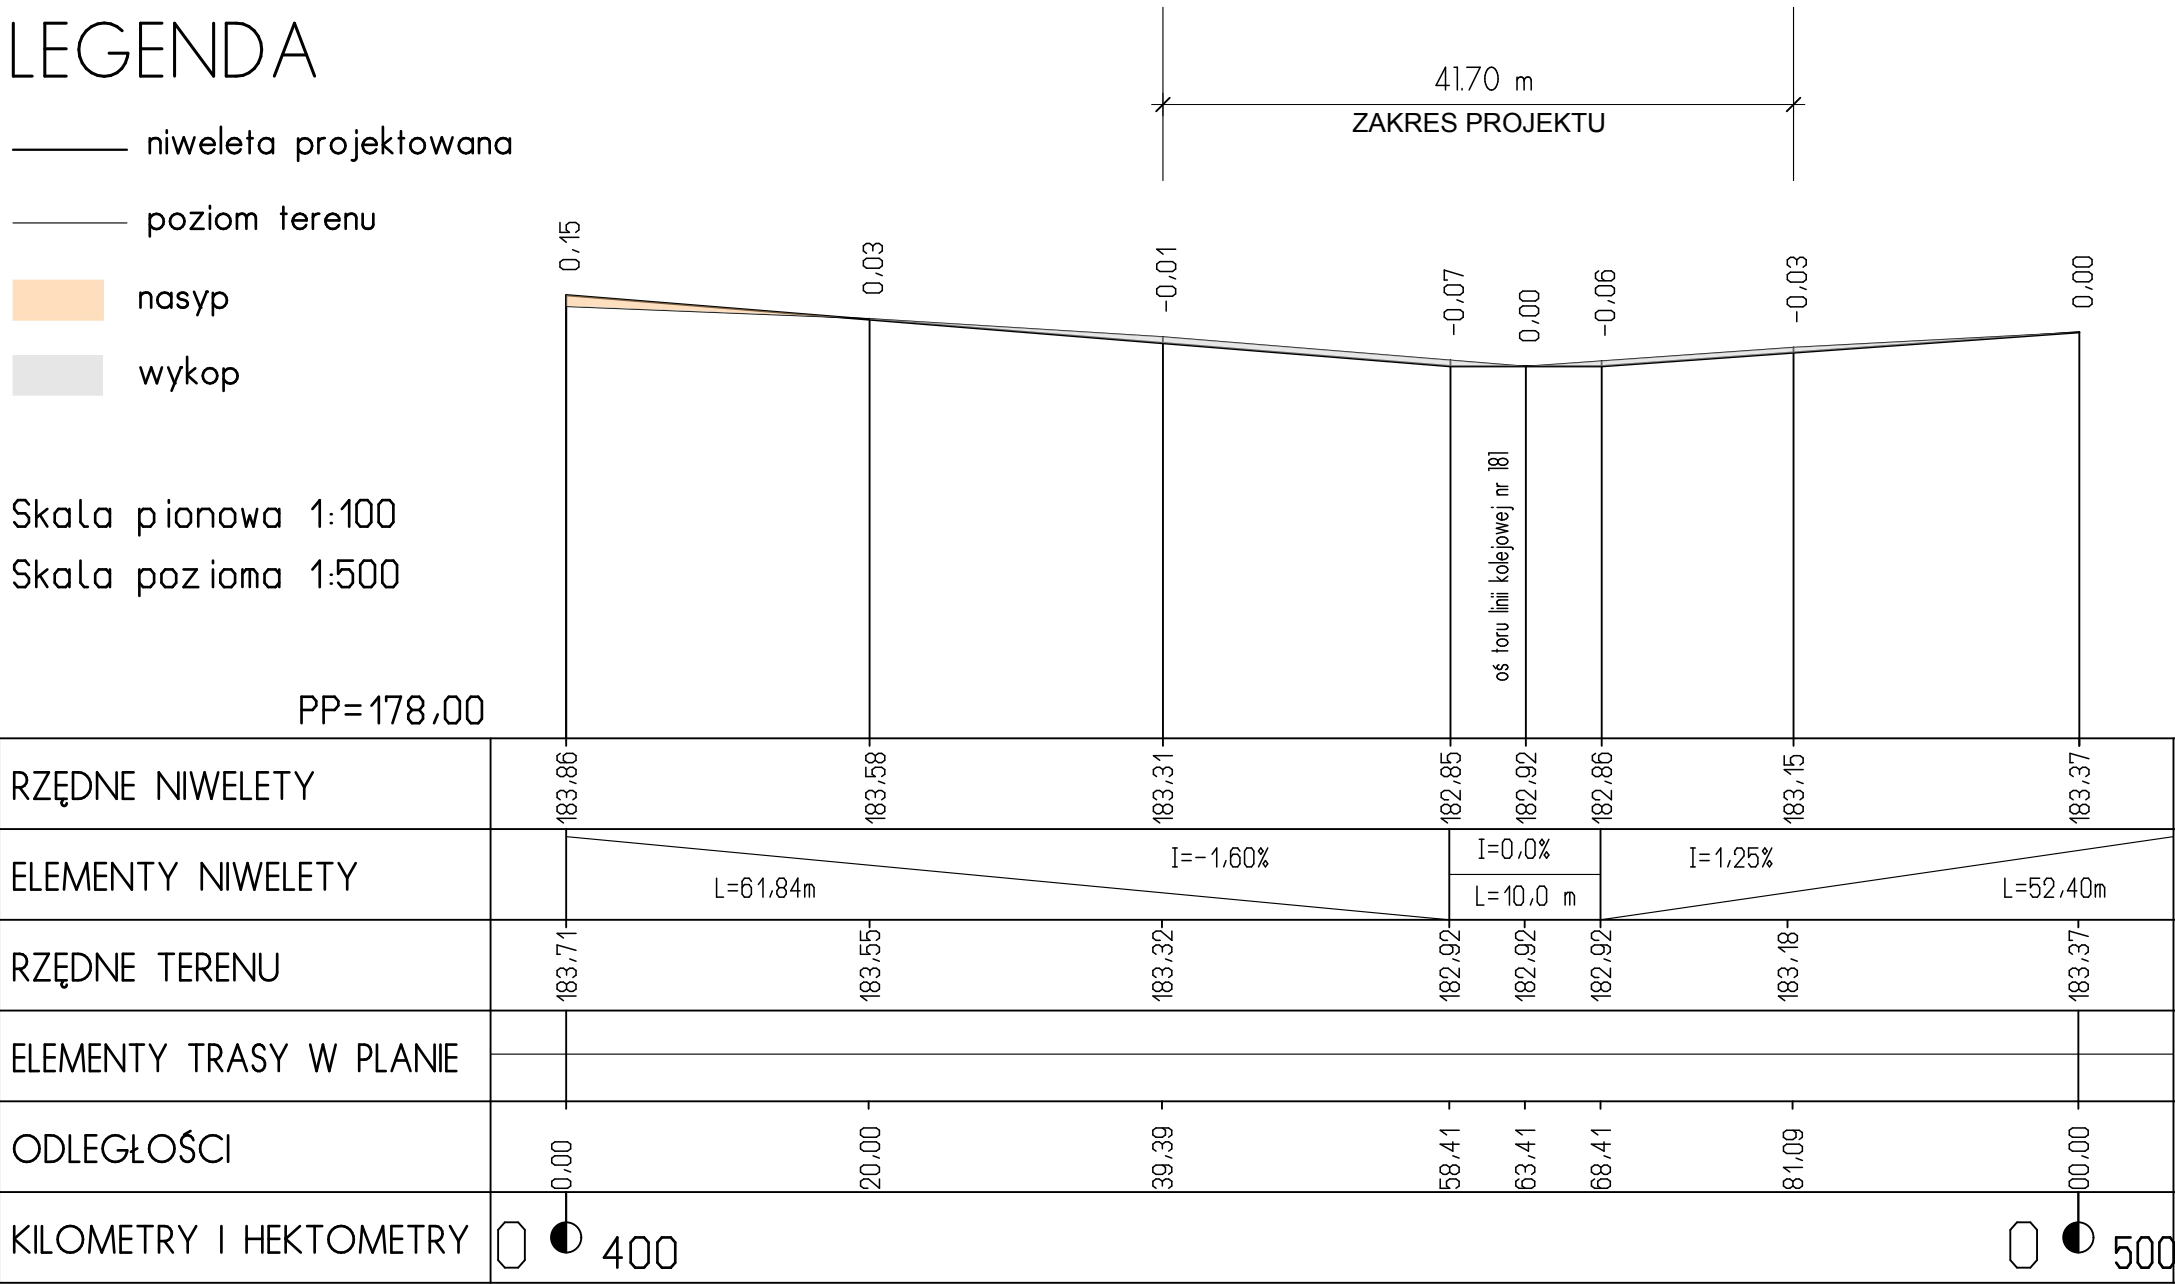 LEGENDA
niweleta projektowana
poziom terenu
nasyp
wykop
Skala pionowa 1:100
Skala pozioma 1:500
41.70 m
ZAKRES PROJEKTU
0,15
0,03
-0,01
-0,07
0,00
-0,06
-0,03
0,00
oś toru linii kolejowej nr 181
PP=178,00
RZĘDNE NIWELETY 183,86 183,58 183,31 182,85 182,92 182,86 183,15 183,37
ELEMENTY NIWELETY
L=61,84m
I=-1,60%
I=0,0%
L=10,0 m
I=1,25%
L=52,40m
RZĘDNE TERENU 183,71 183,55 183,32 182,92 182,92 182,92 183,18 183,37
ELEMENTY TRASY W PLANIE
ODLEGŁOŚCI 0,00 20,00 39,39 58,41 63,41 68,41 81,09 00,00
KILOMETRY I HEKTOMETRY 0 400 0 500